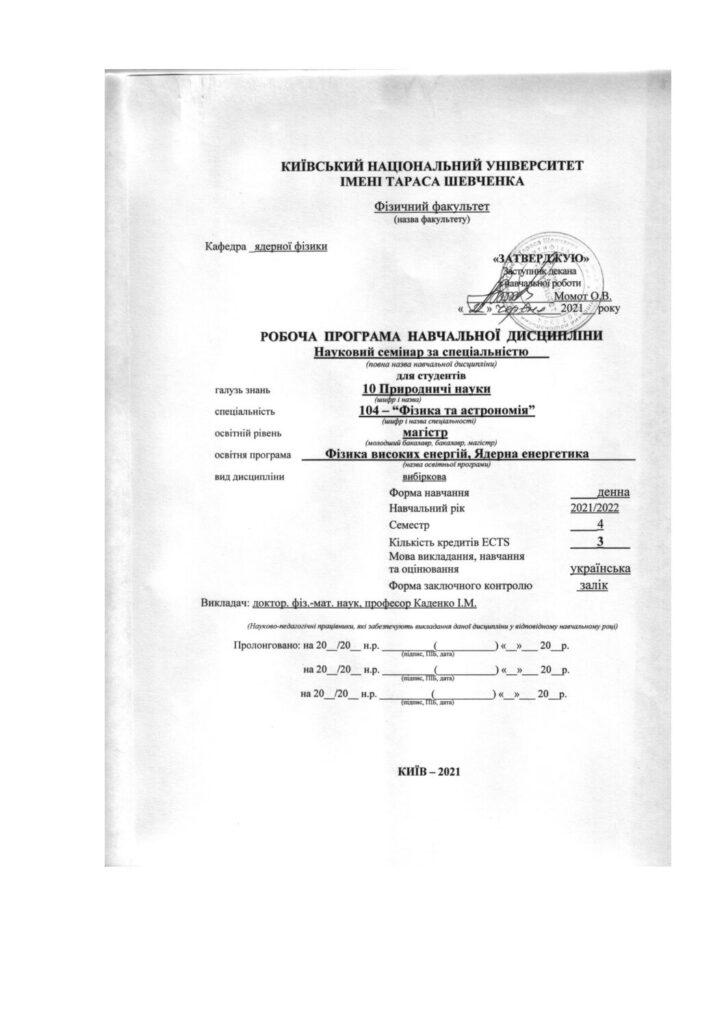 КИЇВСЬКИЙ НАЦІОНАЛЬНИЙ УНІВЕРСИТЕТ
ІМЕНІ ТАРАСА ШЕВЧЕНКА
Фізичний факультет
(назва факультету)
Кафедра ядерної фізики
«ЗАТВЕРДЖУЮ»
Заступник декана
з навчальної роботи
Момот О.В.
« » червня 2021 року
РОБОЧА ПРОГРАМА НАВЧАЛЬНОЇ ДИСЦИПЛІНИ
Науковий семінар за спеціальністю
(повна назва навчальної дисципліни)
для студентів
галузь знань 10 Природничі науки
(шифр і назва)
спеціальність 104 – “Фізика та астрономія”
(шифр і назва спеціальності)
освітній рівень магістр
(молодший бакалавр, бакалавр, магістр)
освітня програма Фізика високих енергій, Ядерна енергетика
(назва освітньої програми)
вид дисципліни вибіркова
Форма навчання денна
Навчальний рік 2021/2022
Семестр 4
Кількість кредитів ECTS 3
Мова викладання, навчання
та оцінювання українська
Форма заключного контролю залік
Викладач: доктор. фіз.-мат. наук, професор Каденко І.М.
(Науково-педагогічні працівники, які забезпечують викладання даної дисципліни у відповідному навчальному році)
Пролонговано: на 20__/20__ н.р. _________(__________) «__»___ 20__р.
(підпис, ПІБ, дата)
на 20__/20__ н.р. _________(__________) «__»___ 20__р.
(підпис, ПІБ, дата)
на 20__/20__ н.р. _________(__________) «__»___ 20__р.
(підпис, ПІБ, дата)
КИЇВ – 2021